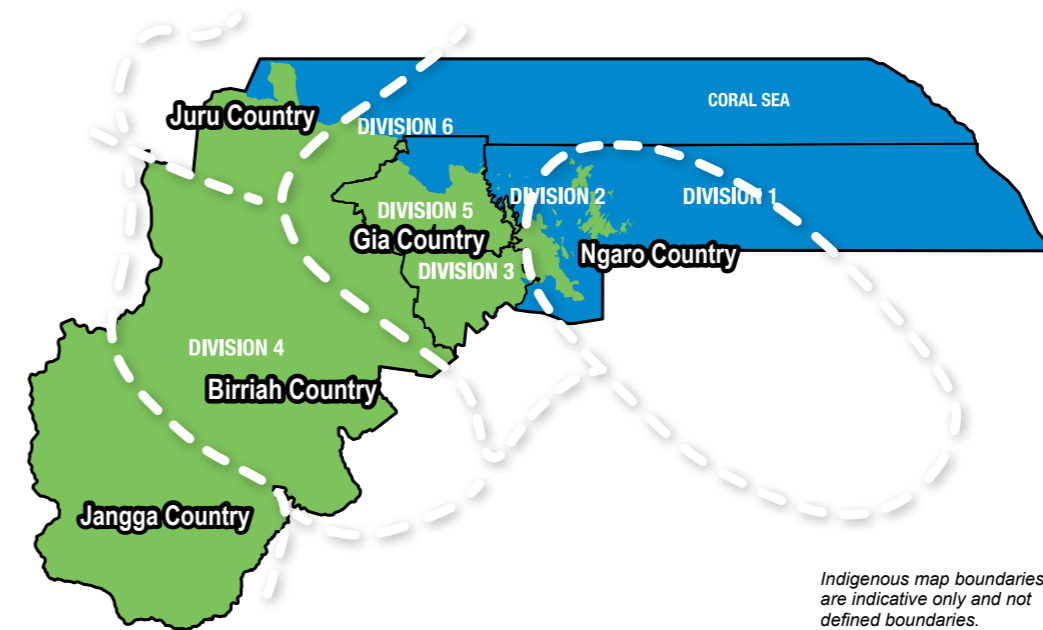 CORAL SEA
Juru Country
DIVISION 6
DIVISION 2
DIVISION 1
DIVISION 5
Gia Country
Ngaro Country
DIVISION 3
DIVISION 4
Birriah Country
Jangga Country
Indigenous map boundaries
are indicative only and not
defined boundaries.